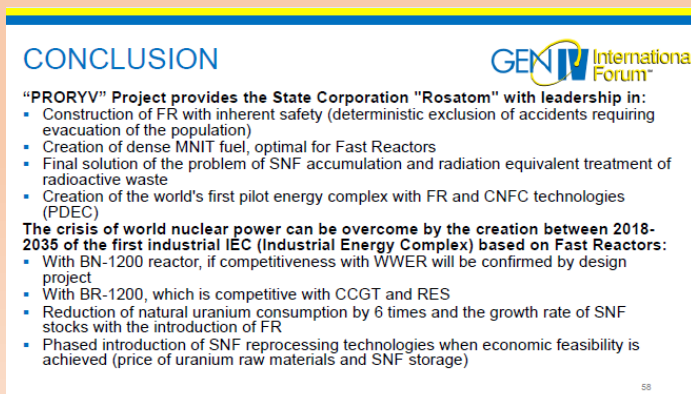 CONCLUSION
GEN IV Internationa
Forum™
“PRORYV” Project provides the State Corporation "Rosatom" with leadership in:
▪ Construction of FR with inherent safety (deterministic exclusion of accidents requiring
evacuation of the population)
▪ Creation of dense MNIT fuel, optimal for Fast Reactors
▪ Final solution of the problem of SNF accumulation and radiation equivalent treatment of
radioactive waste
▪ Creation of the world's first pilot energy complex with FR and CNFC technologies
(PDEC)
The crisis of world nuclear power can be overcome by the creation between 2018-
2035 of the first industrial IEC (Industrial Energy Complex) based on Fast Reactors:
▪ With BN-1200 reactor, if competitiveness with WWER will be confirmed by design
project
▪ With BR-1200, which is competitive with CCGT and RES
▪ Reduction of natural uranium consumption by 6 times and the growth rate of SNF
stocks with the introduction of FR
▪ Phased introduction of SNF reprocessing technologies when economic feasibility is
achieved (price of uranium raw materials and SNF storage)
58